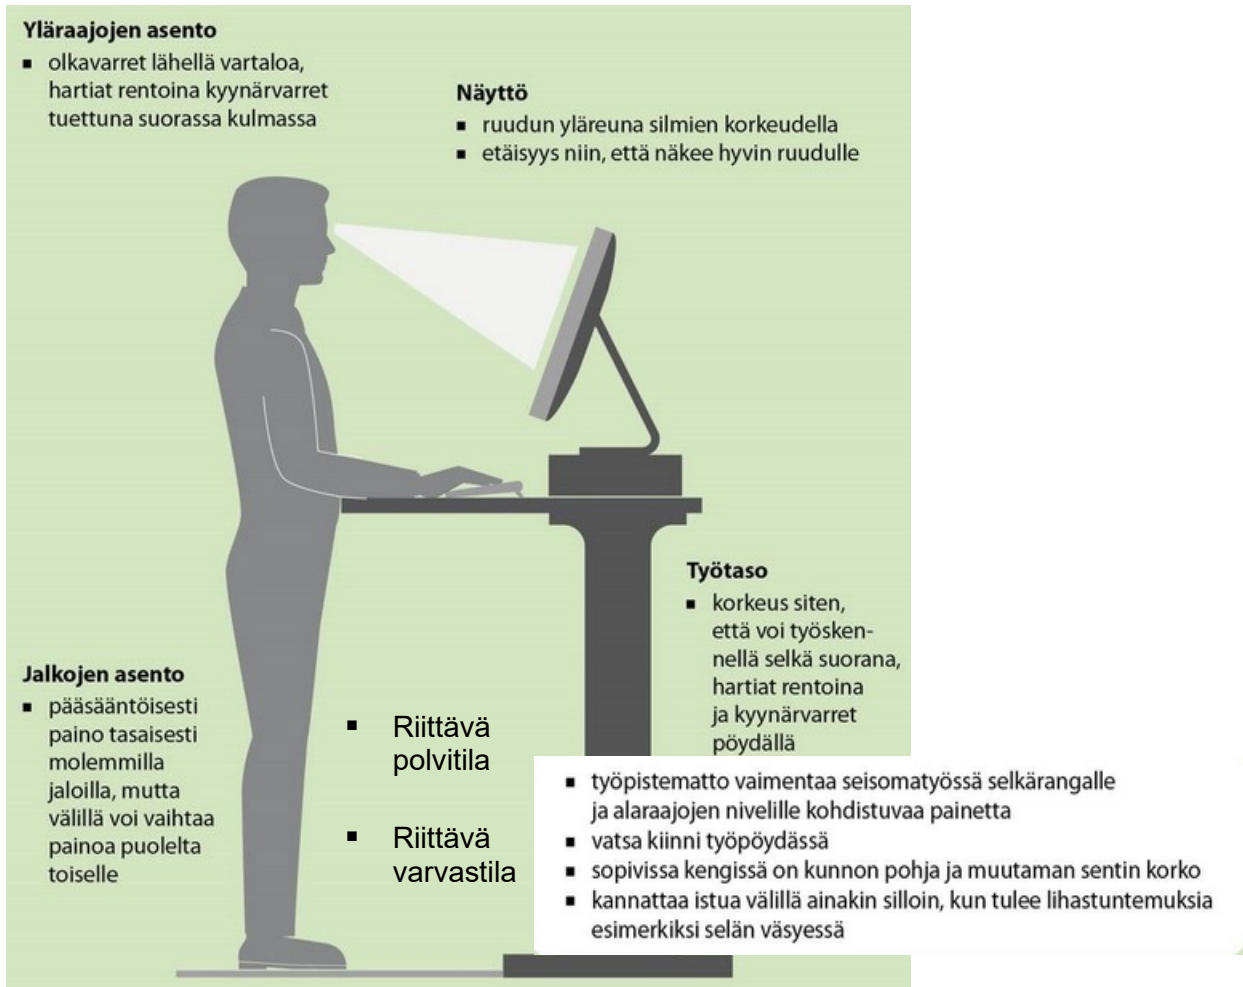 Yläraajojen asento
▪ olkavarret lähellä vartaloa,
hartiat rentoina kyynärvarret
tuettuna suorassa kulmassa
Näyttö
▪ ruudun yläreuna silmien korkeudella
▪ etäisyys niin, että näkee hyvin ruudulle
Työtaso
▪ korkeus siten,
että voi työsken-
nellä selkä suorana,
hartiat rentoina
ja kyynärvarret
pöydällä
Jalkojen asento
▪ pääsääntöisesti
paino tasaisesti
molemmilla
jaloilla, mutta
välillä voi vaihtaa
painoa puolelta
toiselle
▪ Riittävä
polvitila
▪ Riittävä
varvastila
▪ työpistematto vaimentaa seisomatyössä selkärangalle
ja alaraajojen nivelille kohdistuvaa painetta
▪ vatsa kiinni työpöydässä
▪ sopivissa kengissä on kunnon pohja ja muutaman sentin korko
▪ kannattaa istua välillä ainakin silloin, kun tulee lihastuntemuksia
esimerkiksi selän väsyessä